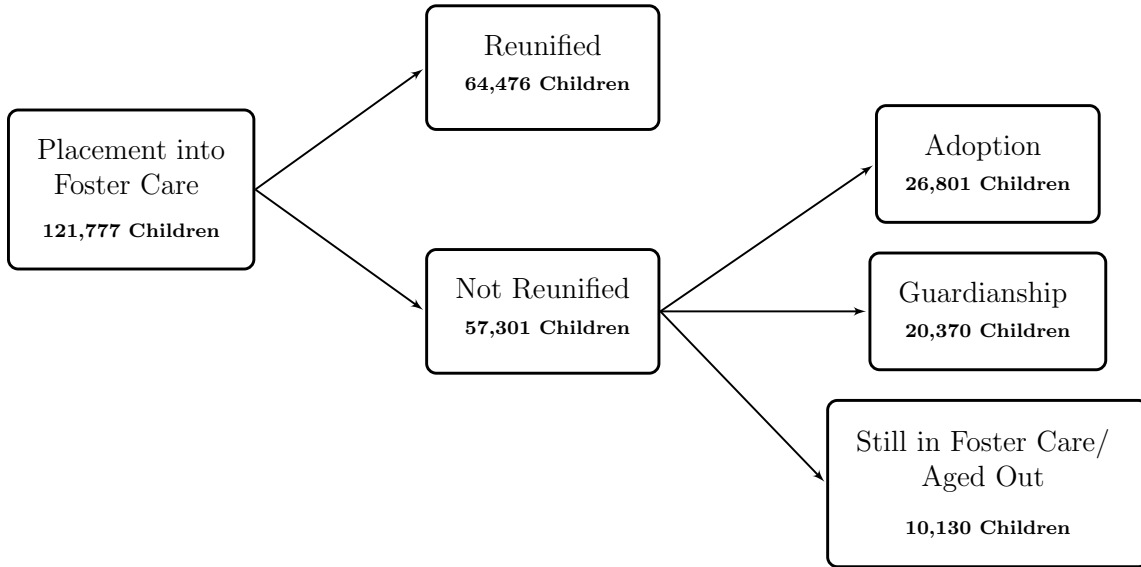 Reunified
64,476 Children
Placement into
Foster Care
121,777 Children
Not Reunified
57,301 Children
Adoption
26,801 Children
Guardianship
20,370 Children
Still in Foster Care/
Aged Out
10,130 Children